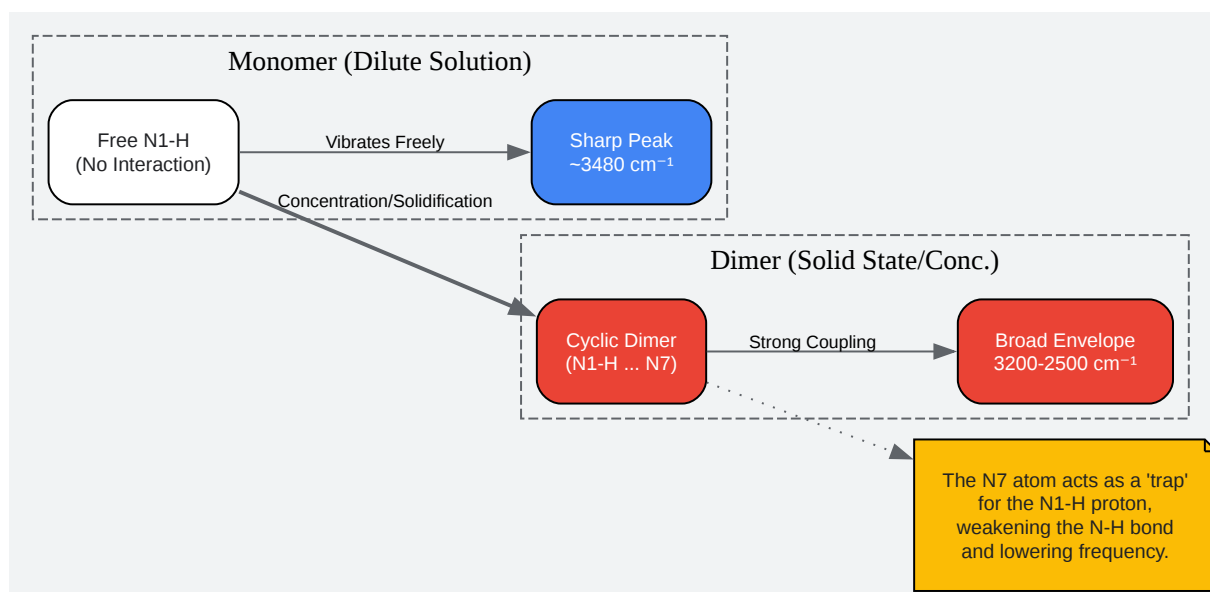 Monomer (Dilute Solution)
Free N1-H
(No Interaction)
Vibrates Freely
Sharp Peak
~3480 cm⁻¹
Concentration/Solidification
Dimer (Solid State/Conc.)
Cyclic Dimer
(N1-H ... N7)
Strong Coupling
Broad Envelope
3200-2500 cm⁻¹
The N7 atom acts as a 'trap'
for the N1-H proton,
weakening the N-H bond
and lowering frequency.